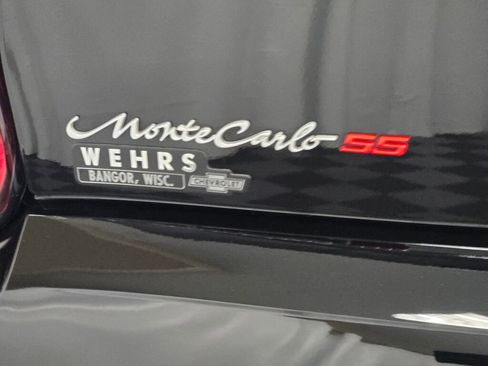 Monte Carlo SS
WEHRS
BANGOR, WISC.
CHEVROLET